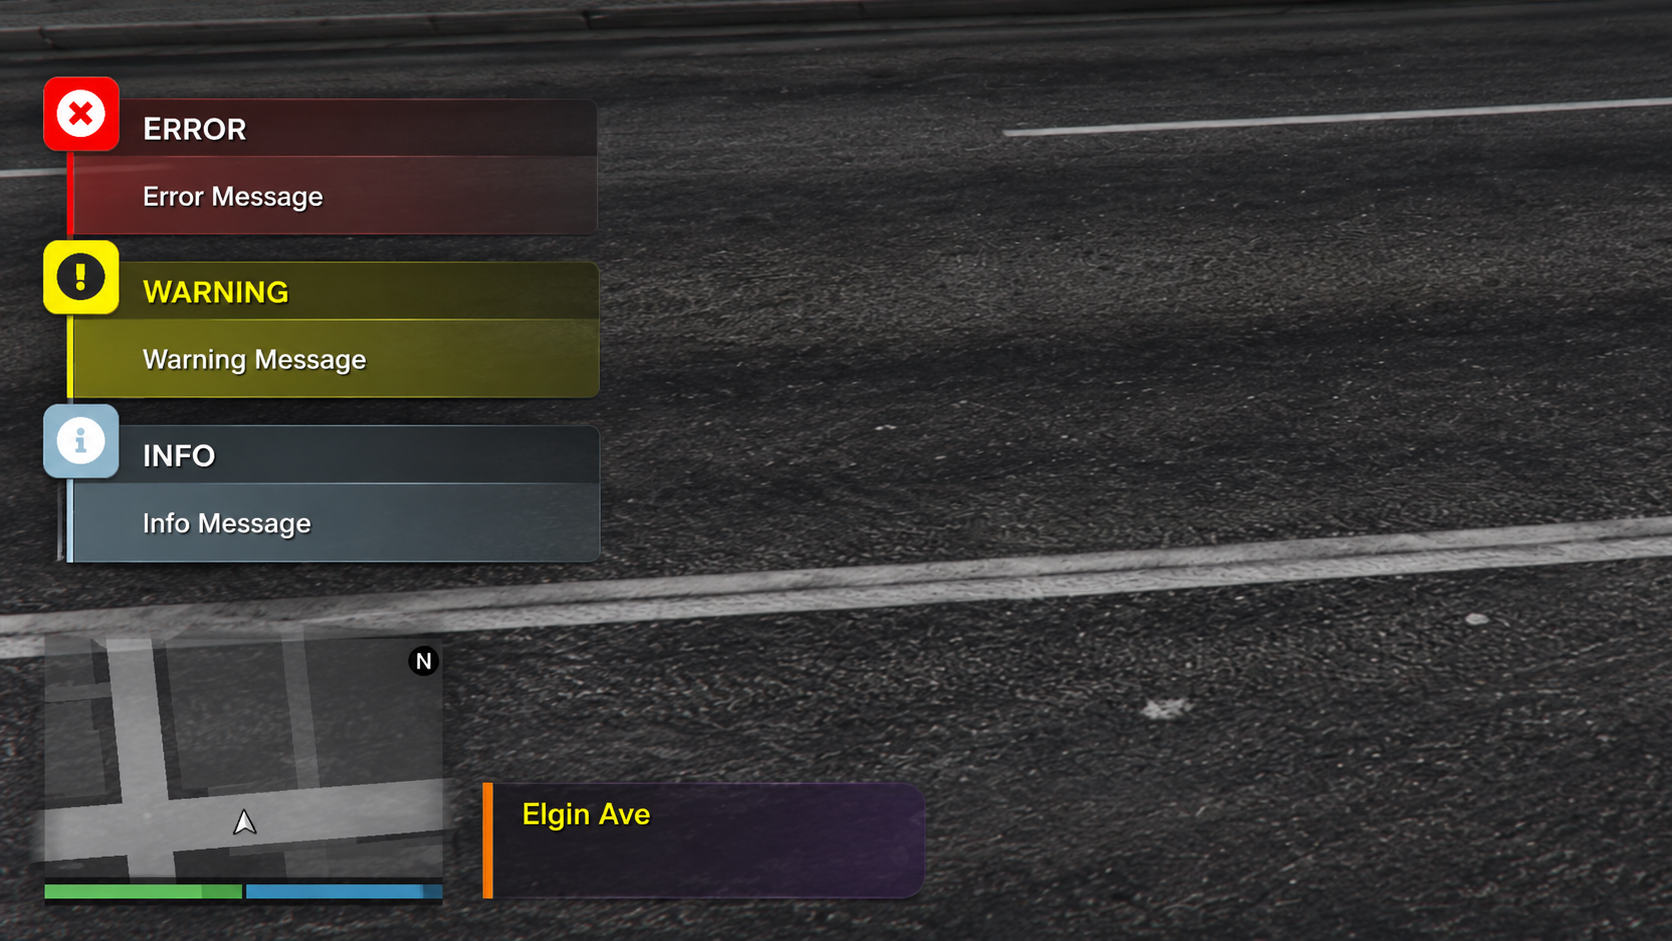 ERROR
Error Message
WARNING
Warning Message
INFO
Info Message
N
Elgin Ave